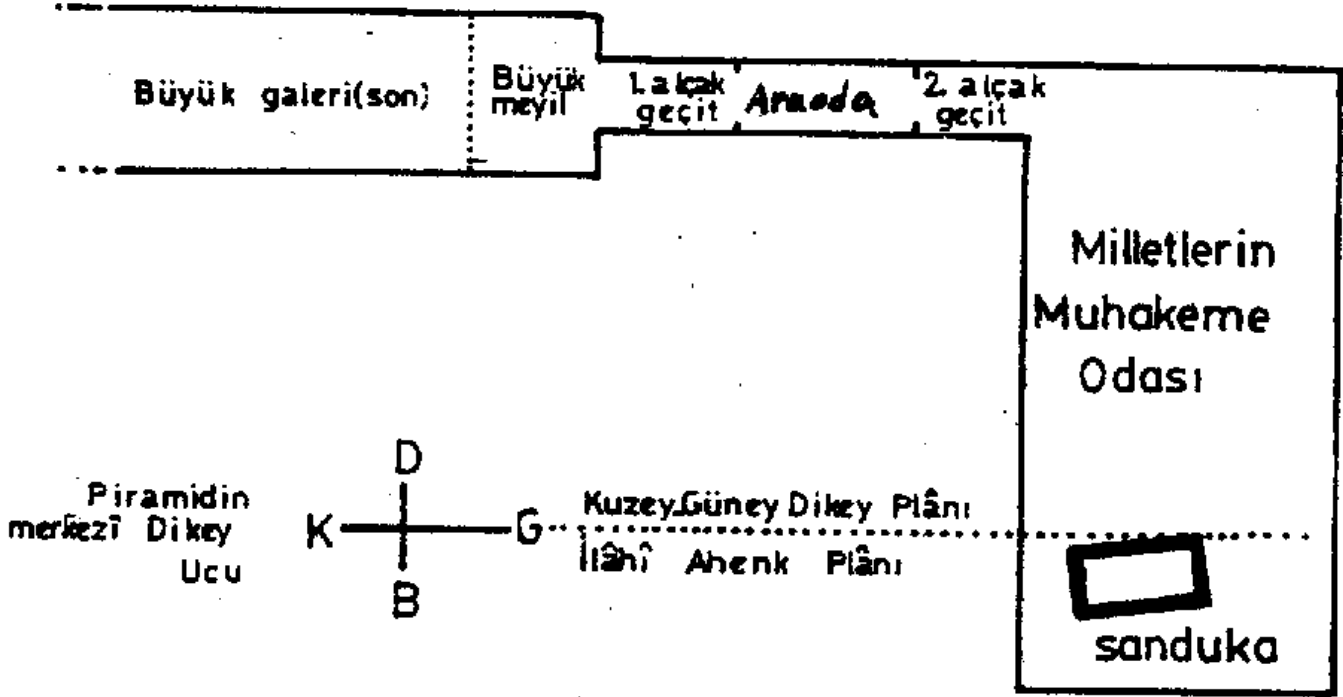 Büyük galeri(son)
Büyük
meyil
1. alçak
geçit
Araoda
2. alçak
geçit
Milletlerin
Muhakeme
Odası
Piramidin
merkezî Dikey
Ucu
D
K
G
B
Kuzey.Güney Dikey Plânı
İlâhî Ahenk Plânı
sanduka